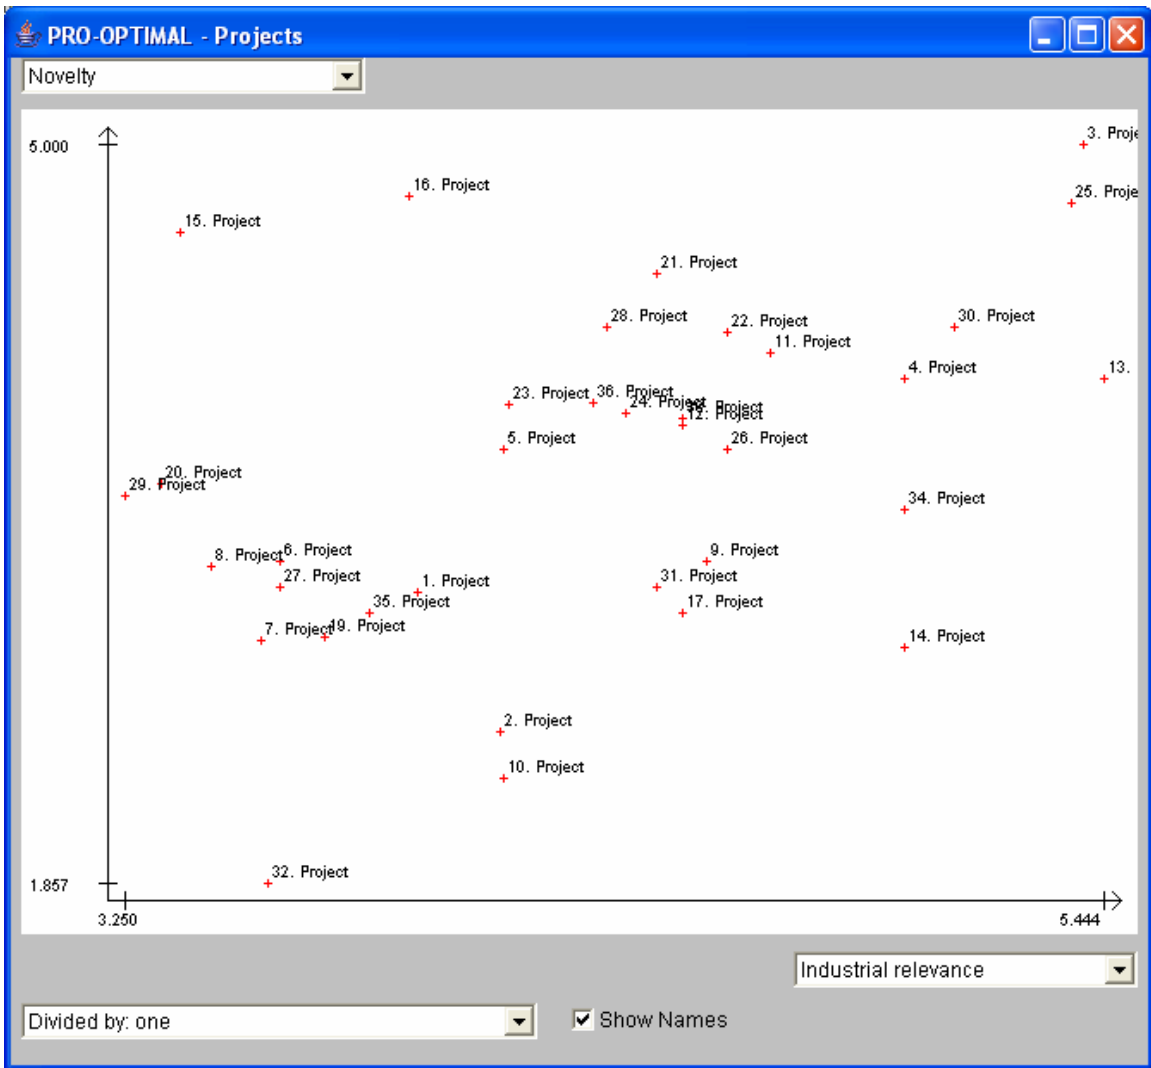 PRO-OPTIMAL - Projects
Novelty
5.000
3. Proje
16. Project
25. Proje
15. Project
21. Project
28. Project
22. Project
30. Project
11. Project
4. Project
13.
23. Project
36. Project
24. Project
12. Project
5. Project
26. Project
20. Project
29. Project
34. Project
8. Project
6. Project
9. Project
27. Project
1. Project
31. Project
35. Project
17. Project
7. Project
19. Project
14. Project
2. Project
10. Project
32. Project
1.857
3.250
5.444
Industrial relevance
Divided by: one
Show Names